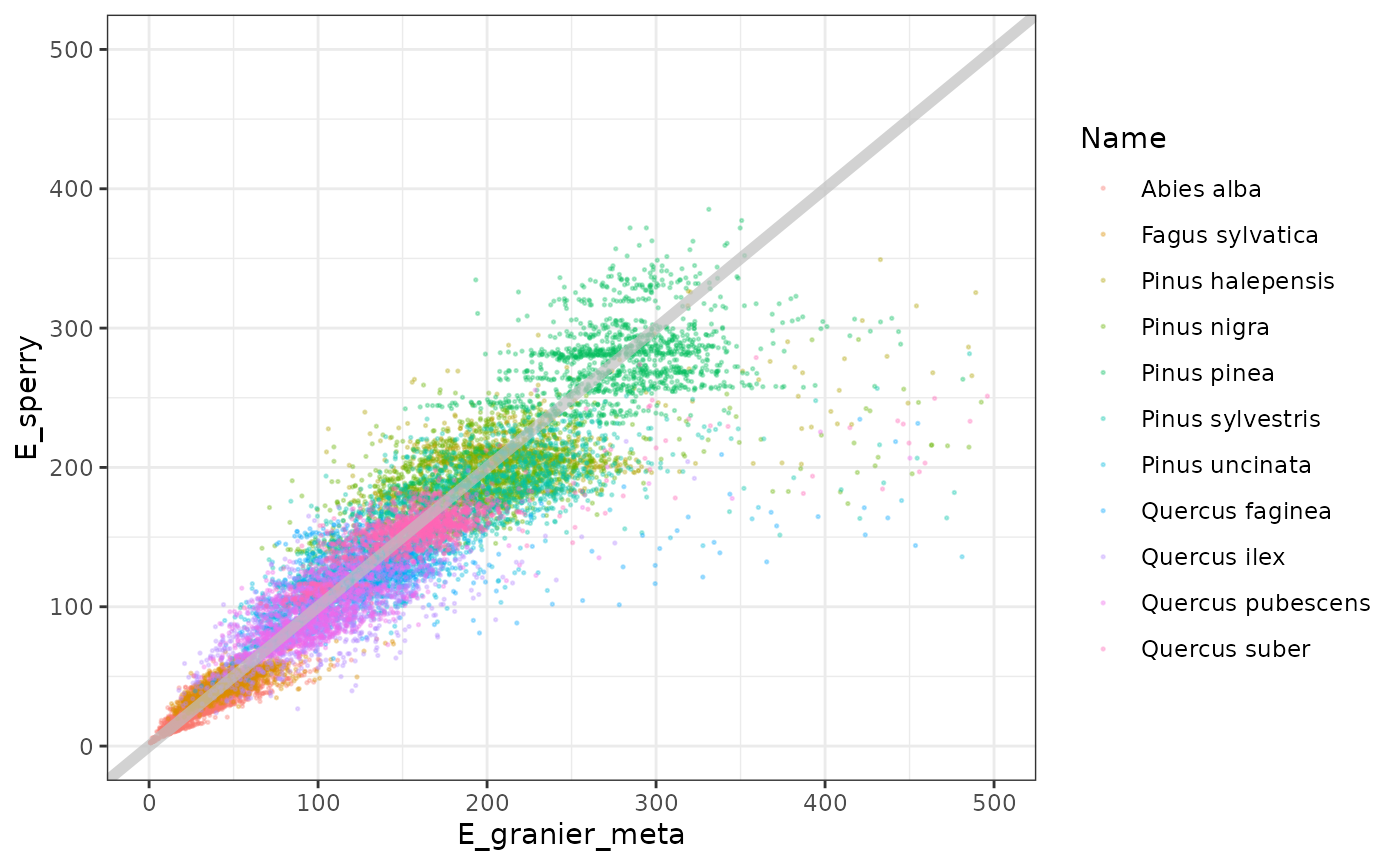 500
400
300
200
100
0
E_sperry
0 100 200 300 400 500
E_granier_meta
Name
Abies alba
Fagus sylvatica
Pinus halepensis
Pinus nigra
Pinus pinea
Pinus sylvestris
Pinus uncinata
Quercus faginea
Quercus ilex
Quercus pubescens
Quercus suber